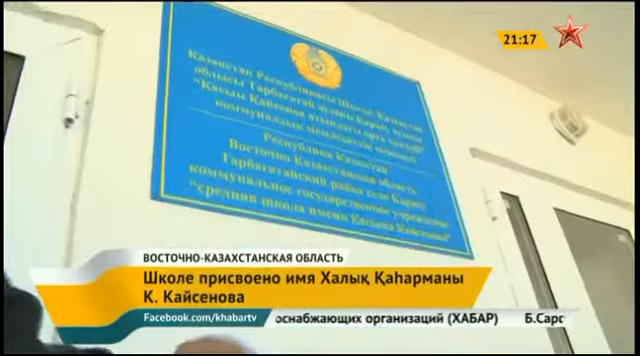 21:17
Қазақстан Республикасы Шығыс Қазақстан
облысы Тарбағатай ауданы
"Қасым Қайсенов атындағы орта мектебі"
коммуналдық мемлекеттік мекемесі
Республика Казахстан
Восточно Казахстанская область
Тарбагатайский район село
коммунальное государственное учреждение
"средняя школа имени Касыма Кайсенова"
ВОСТОЧНО-КАЗАХСТАНСКАЯ ОБЛАСТЬ
Школе присвоено имя Халық Қаһарманы
К. Кайсенова
Facebook.com/khabartv
оснабжающих организаций (ХАБАР) Б.Сарс